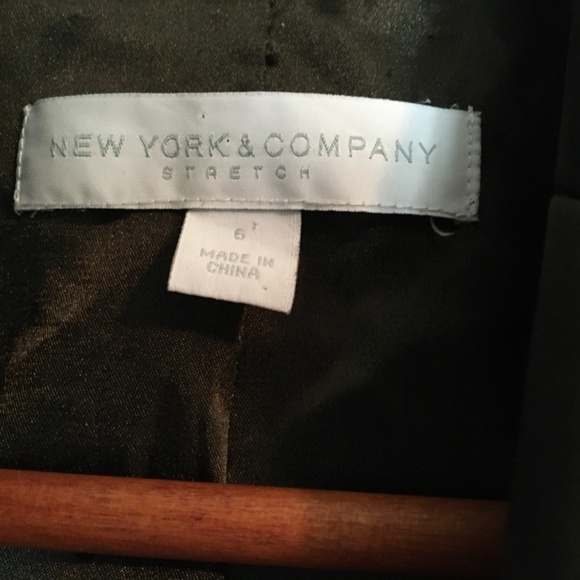 NEW YORK & COMPANY
STRETCH
6
MADE IN
CHINA